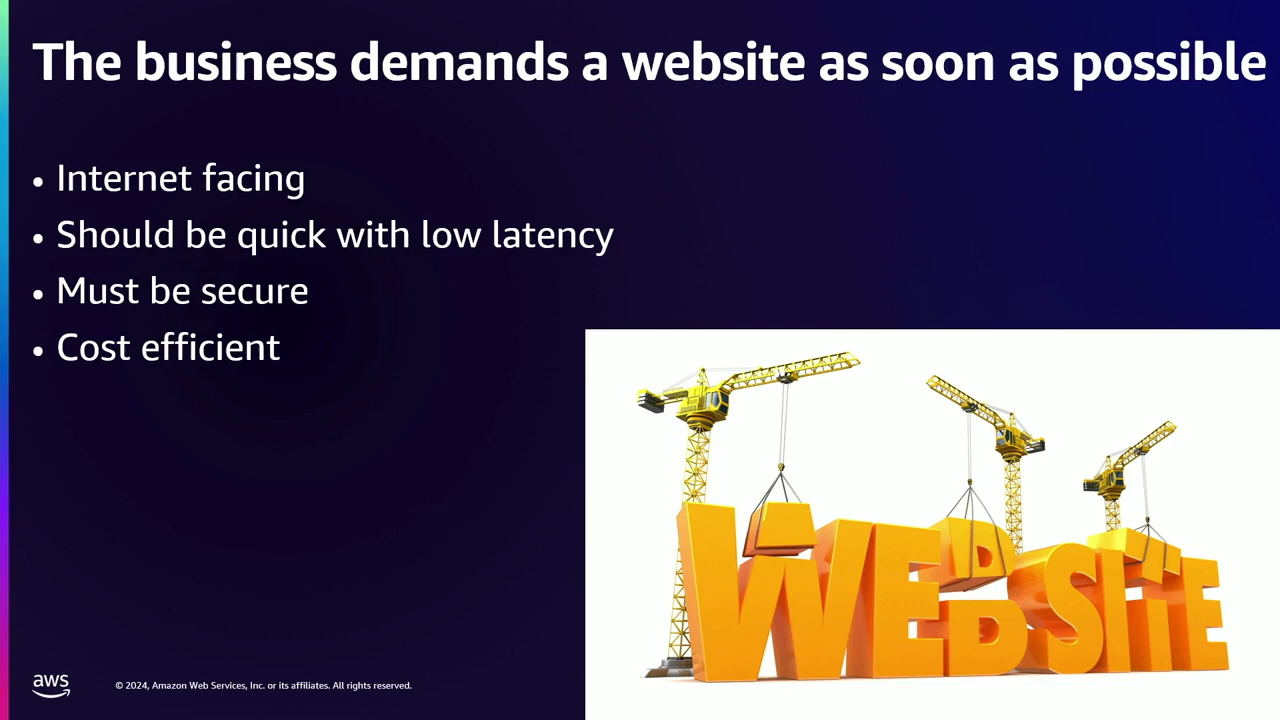 The business demands a website as soon as possible
• Internet facing
• Should be quick with low latency
• Must be secure
• Cost efficient
WEBSITE
aws
© 2024, Amazon Web Services, Inc. or its affiliates. All rights reserved.